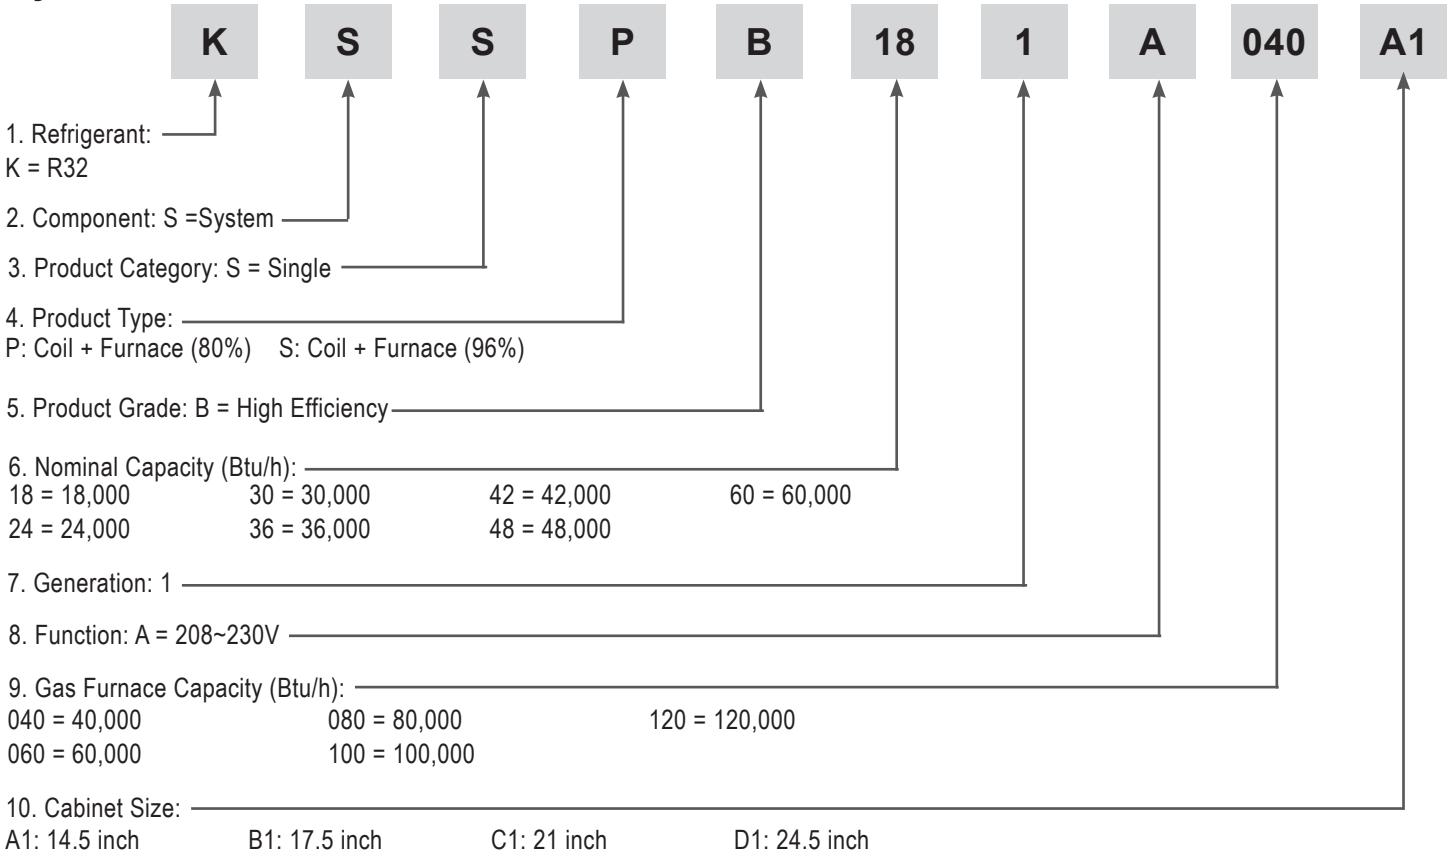 K S S P B 18 1 A 040 A1
1. Refrigerant:
K = R32
2. Component: S =System
3. Product Category: S = Single
4. Product Type:
P: Coil + Furnace (80%) S: Coil + Furnace (96%)
5. Product Grade: B = High Efficiency
6. Nominal Capacity (Btu/h):
18 = 18,000 30 = 30,000 42 = 42,000 60 = 60,000
24 = 24,000 36 = 36,000 48 = 48,000
7. Generation: 1
8. Function: A = 208~230V
9. Gas Furnace Capacity (Btu/h):
040 = 40,000 080 = 80,000 120 = 120,000
060 = 60,000 100 = 100,000
10. Cabinet Size:
A1: 14.5 inch B1: 17.5 inch C1: 21 inch D1: 24.5 inch